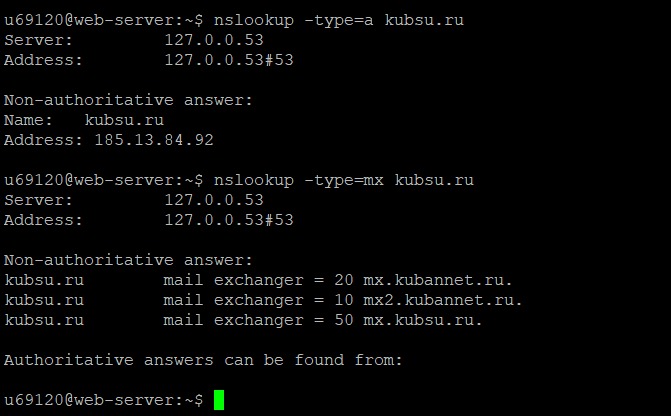 u69120@web-server:~$ nslookup -type=a kubsu.ru
Server:         127.0.0.53
Address:        127.0.0.53#53

Non-authoritative answer:
Name:   kubsu.ru
Address: 185.13.84.92

u69120@web-server:~$ nslookup -type=mx kubsu.ru
Server:         127.0.0.53
Address:        127.0.0.53#53

Non-authoritative answer:
kubsu.ru        mail exchanger = 20 mx.kubannet.ru.
kubsu.ru        mail exchanger = 10 mx2.kubannet.ru.
kubsu.ru        mail exchanger = 50 mx.kubsu.ru.

Authoritative answers can be found from:

u69120@web-server:~$